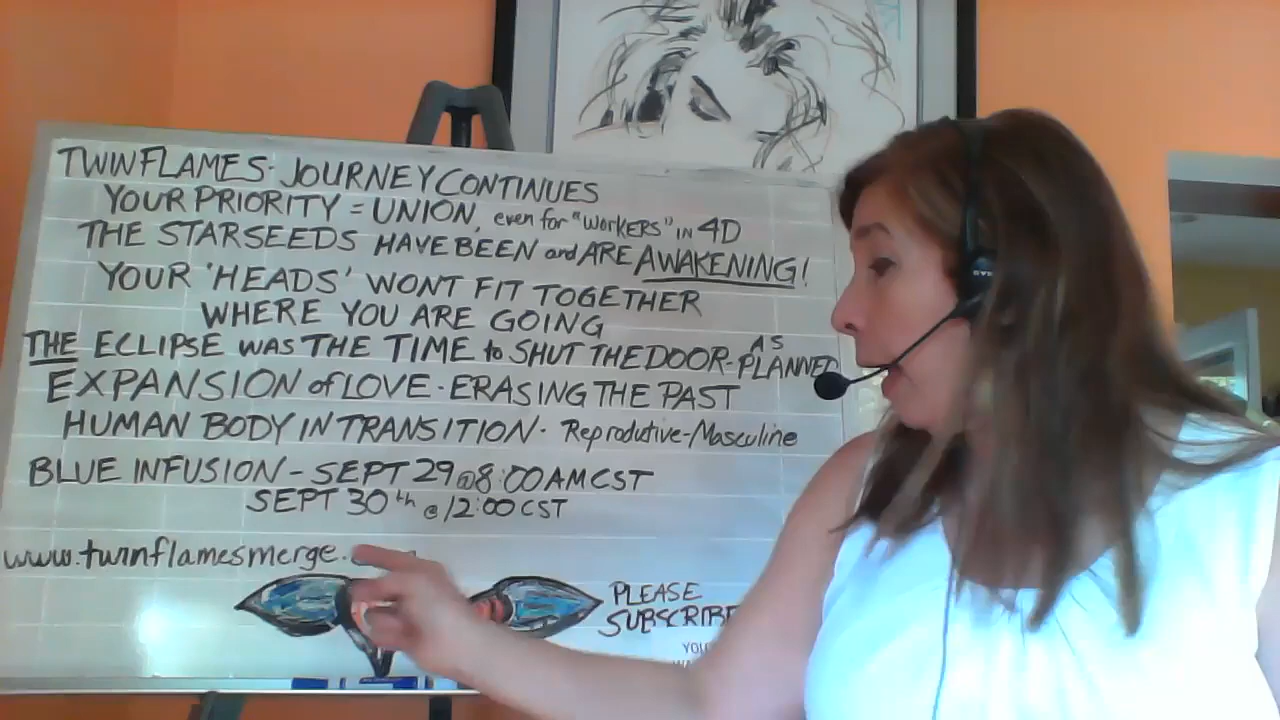 TWINFLAMES- JOURNEY CONTINUES
YOUR PRIORITY = UNION, even for "WORKERS" IN 4D
THE STARSEEDS HAVE BEEN and ARE AWAKENING!
YOUR 'HEADS' WONT FIT TOGETHER
WHERE YOU ARE GOING
THE ECLIPSE WAS THE TIME to SHUT THE DOOR- AS PLANNED
EXPANSION of LOVE - ERASING THE PAST
HUMAN BODY IN TRANSITION - Reprodutive-Masculine
BLUE INFUSION - SEPT 29 @ 8:00AM CST
SEPT 30th @ 12:00 CST
www.twinflamesmerge.
PLEASE
SUBSCRIBE
YOU